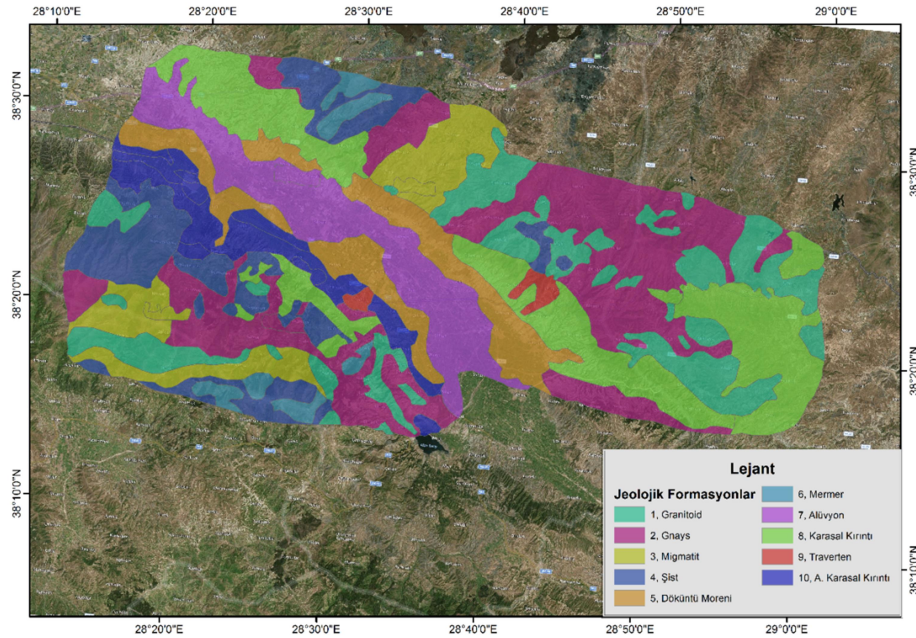 28°10'0"E 28°20'0"E 28°30'0"E 28°40'0"E 28°50'0"E 29°0'0"E
38°30'0"N
38°30'0"N
38°20'0"N
38°20'0"N
38°10'0"N
38°10'0"N
Lejant
Jeolojik Formasyonlar
1, Granitoid
2, Gnays
3, Migmatit
4, Şist
5, Döküntü Moreni
6, Mermer
7, Alüvyon
8, Karasal Kırıntı
9, Traverten
10, A. Karasal Kırıntı
28°20'0"E 28°30'0"E 28°40'0"E 28°50'0"E 29°0'0"E